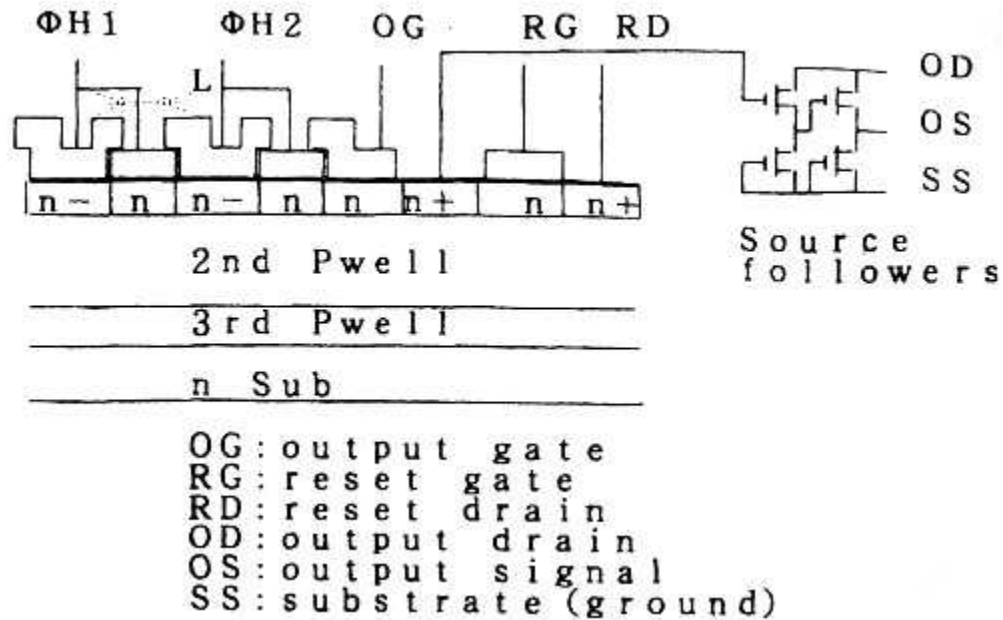 ΦH1 ΦH2 OG RG RD
L
OD
OS
SS
n- n n- n n n+ n n+
Source
followers
2nd Pwell
3rd Pwell
n Sub
OG:output gate
RG:reset gate
RD:reset drain
OD:output drain
OS:output signal
SS:substrate(ground)